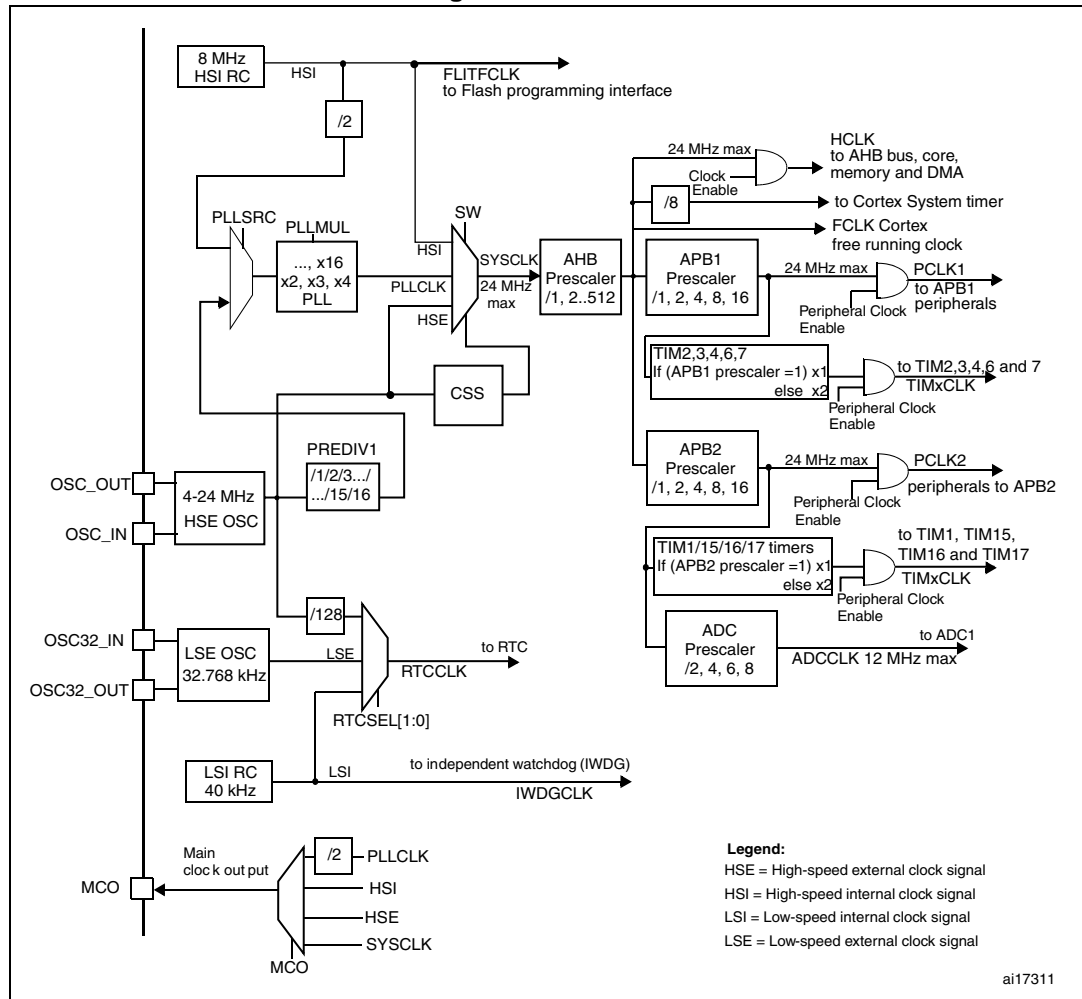 8 MHz
HSI RC
HSI
FLITFCLK
to Flash programming interface
/2
HCLK
to AHB bus, core,
memory and DMA
24 MHz max
Clock
Enable
/8
to Cortex System timer
FCLK Cortex
free running clock
PLLSRC
PLLMUL
..., x16
x2, x3, x4
PLL
SW
HSI
PLLCLK
HSE
SYSCLK
24 MHz
max
AHB
Prescaler
/1, 2..512
APB1
Prescaler
/1, 2, 4, 8, 16
24 MHz max
PCLK1
to APB1
peripherals
Peripheral Clock
Enable
TIM2,3,4,6,7
If (APB1 prescaler =1) x1
else x2
to TIM2,3,4,6 and 7
TIMxCLK
Peripheral Clock
Enable
CSS
PREDIV1
/1/2/3.../
.../15/16
OSC_OUT
OSC_IN
4-24 MHz
HSE OSC
APB2
Prescaler
/1, 2, 4, 8, 16
24 MHz max
PCLK2
peripherals to APB2
Peripheral Clock
Enable
TIM1/15/16/17 timers
If (APB2 prescaler =1) x1
else x2
to TIM1, TIM15,
TIM16 and TIM17
TIMxCLK
Peripheral Clock
Enable
ADC
Prescaler
/2, 4, 6, 8
to ADC1
ADCCLK 12 MHz max
/128
OSC32_IN
OSC32_OUT
LSE OSC
32.768 kHz
LSE
to RTC
RTCCLK
RTCSEL[1:0]
LSI RC
40 kHz
LSI
to independent watchdog (IWDG)
IWDGCLK
MCO
Main
clock output
/2
PLLCLK
HSI
HSE
SYSCLK
MCO
Legend:
HSE = High-speed external clock signal
HSI = High-speed internal clock signal
LSI = Low-speed internal clock signal
LSE = Low-speed external clock signal
ai17311